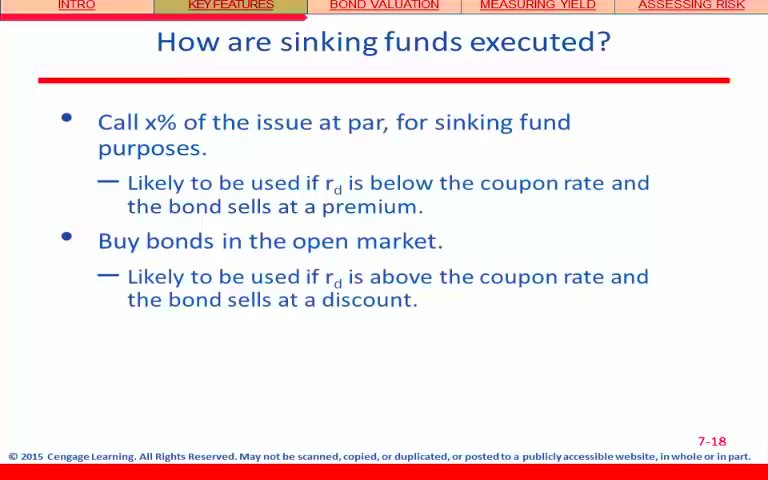 INTRO KEY FEATURES BOND VALUATION MEASURING YIELD ASSESSING RISK
How are sinking funds executed?
• Call x% of the issue at par, for sinking fund
purposes.
— Likely to be used if rd is below the coupon rate and
the bond sells at a premium.
• Buy bonds in the open market.
— Likely to be used if rd is above the coupon rate and
the bond sells at a discount.
7-18
© 2015 Cengage Learning. All Rights Reserved. May not be scanned, copied, or duplicated, or posted to a publicly accessible website, in whole or in part.